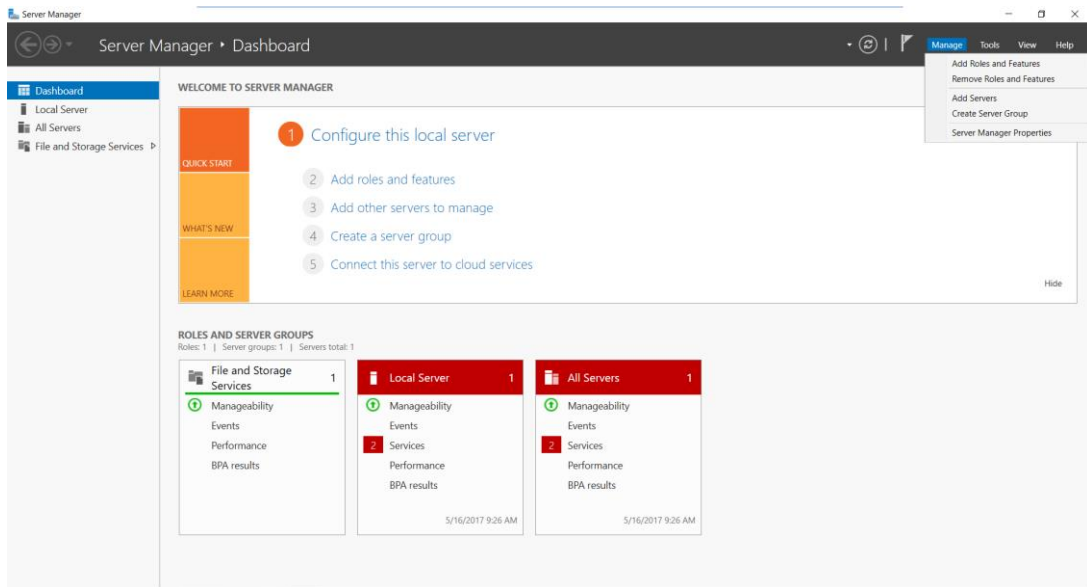 Server Manager
Server Manager ‣ Dashboard
Manage Tools View Help
Add Roles and Features
Remove Roles and Features
Add Servers
Create Server Group
Server Manager Properties
Dashboard
Local Server
All Servers
File and Storage Services
WELCOME TO SERVER MANAGER
QUICK START
WHAT'S NEW
LEARN MORE
1 Configure this local server
2 Add roles and features
3 Add other servers to manage
4 Create a server group
5 Connect this server to cloud services
Hide
ROLES AND SERVER GROUPS
Roles: 1 | Server groups: 1 | Servers total: 1
File and Storage
Services 1
Manageability
Events
Performance
BPA results
Local Server 1
Manageability
Events
2 Services
Performance
BPA results
5/16/2017 9:26 AM
All Servers 1
Manageability
Events
2 Services
Performance
BPA results
5/16/2017 9:26 AM